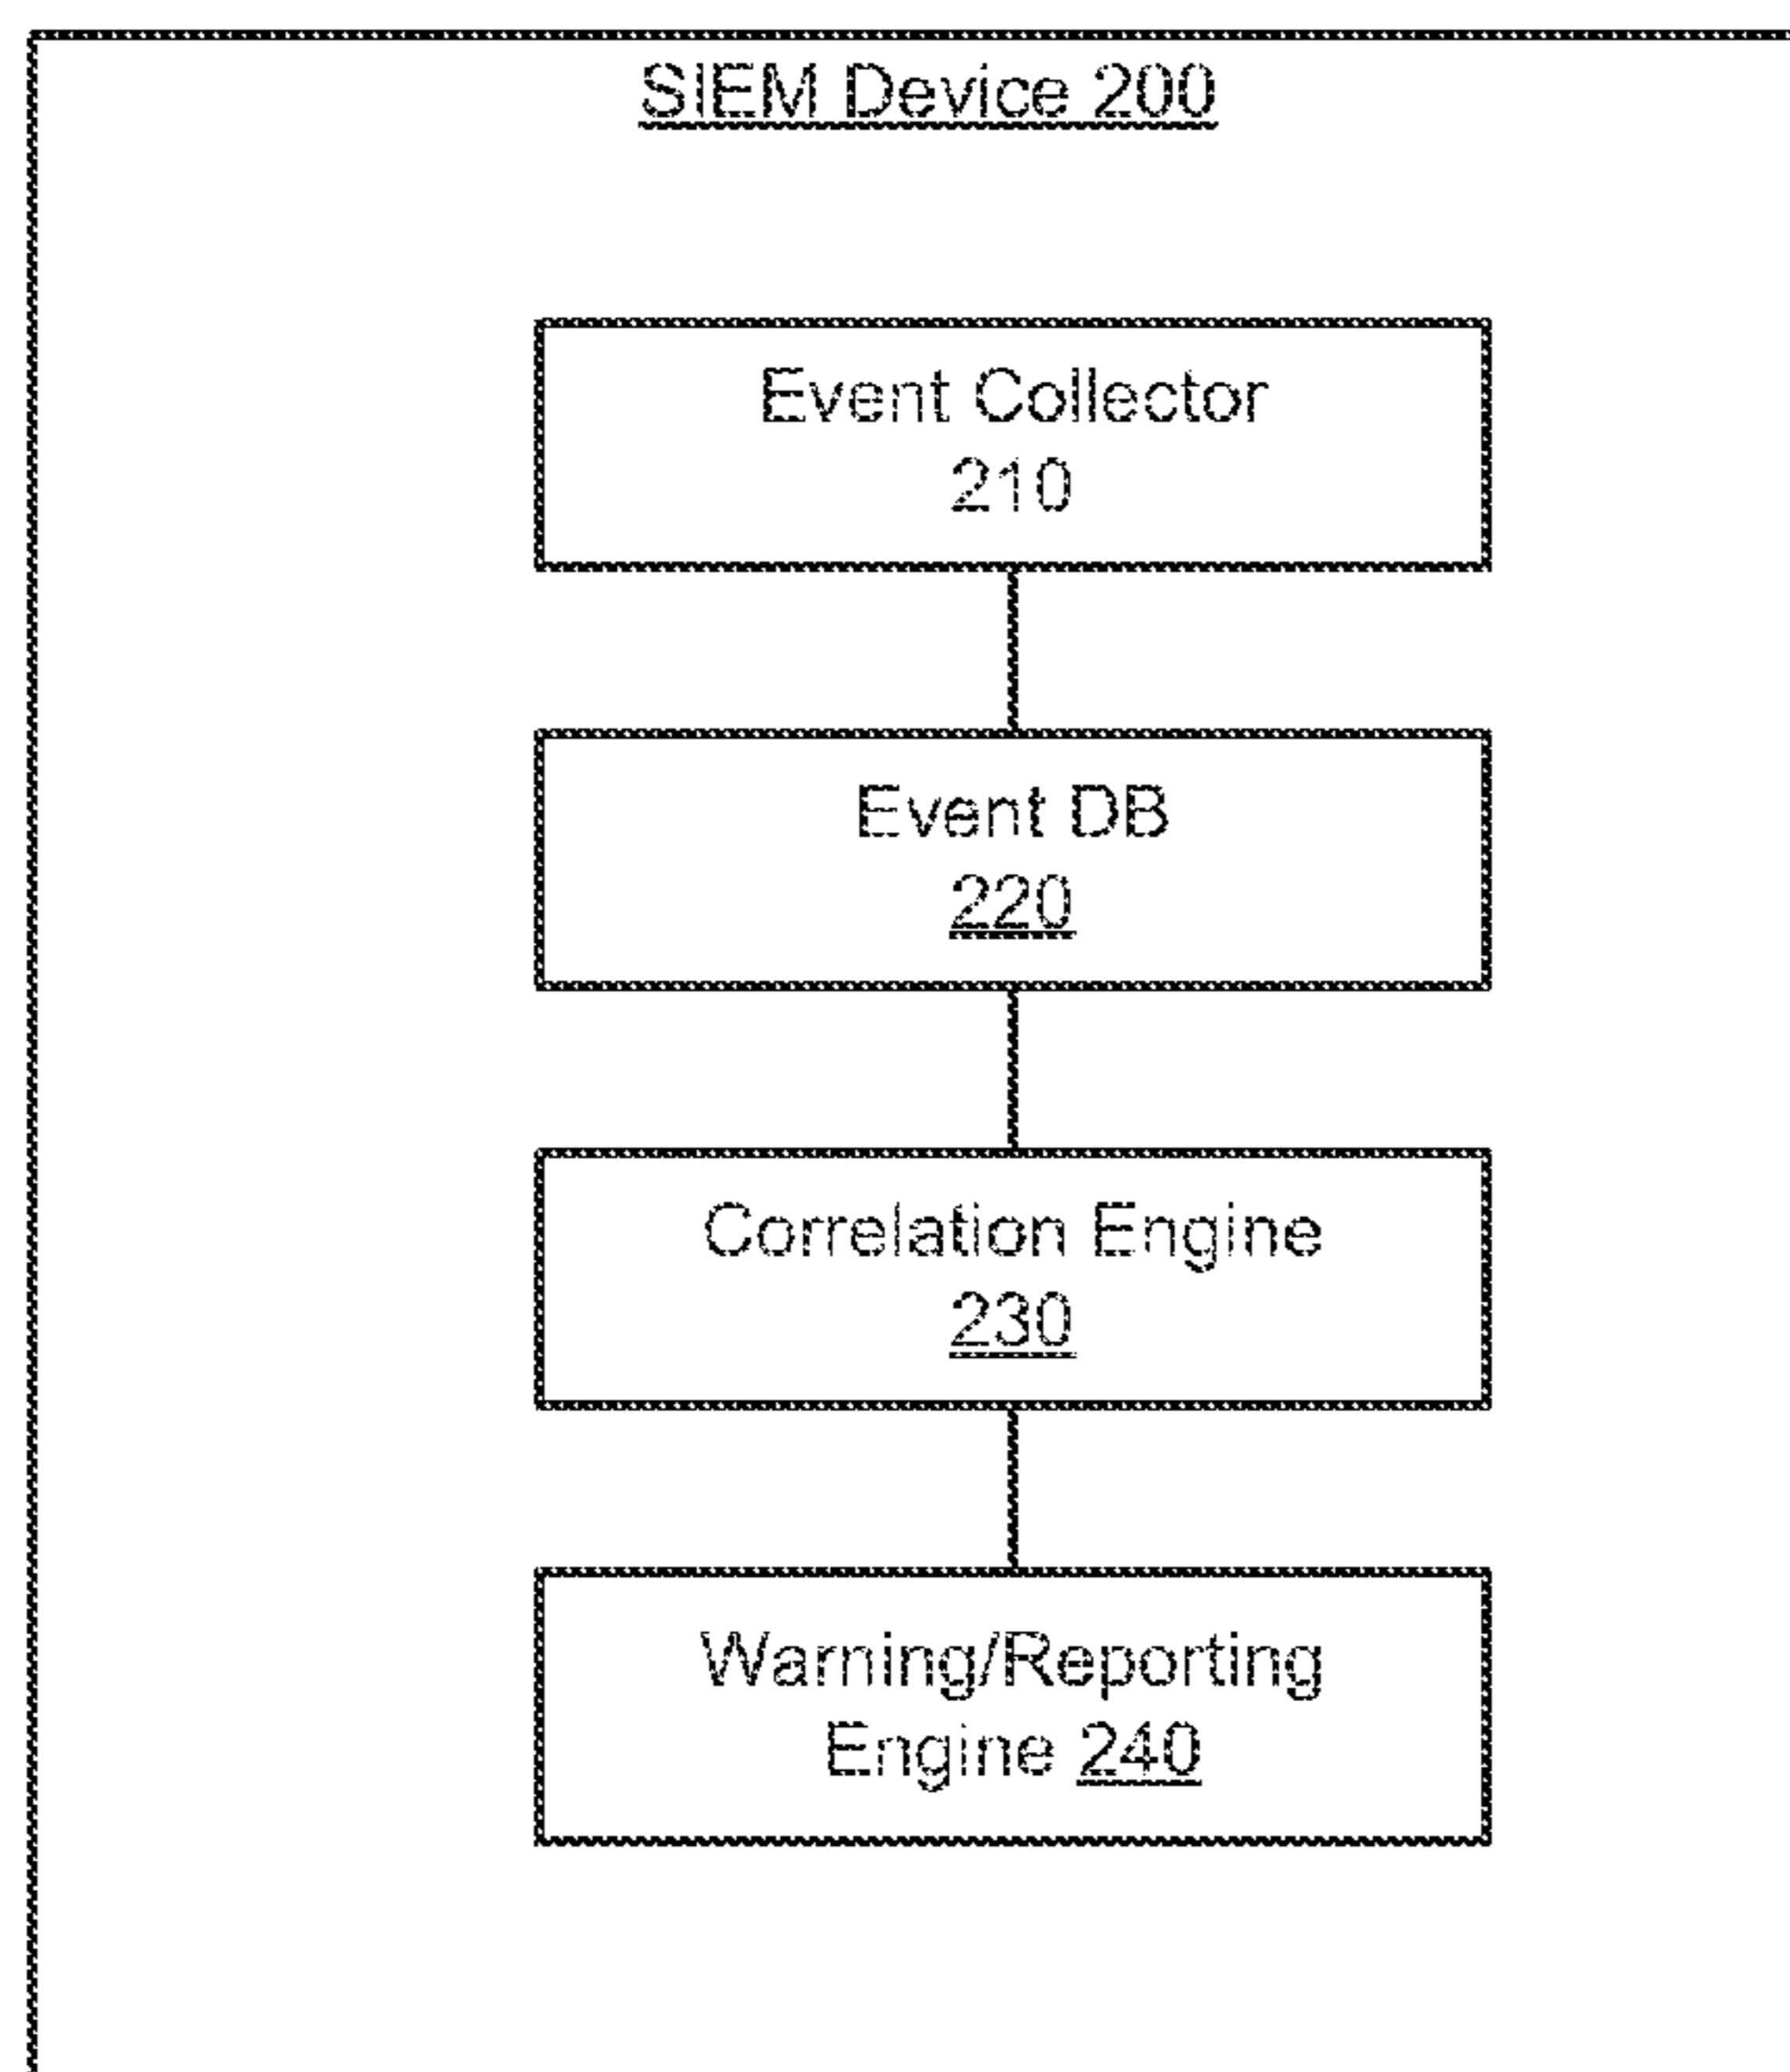 SIEM Device 200
Event Collector
210
Event DB
220
Correlation Engine
230
Warning/Reporting
Engine 240